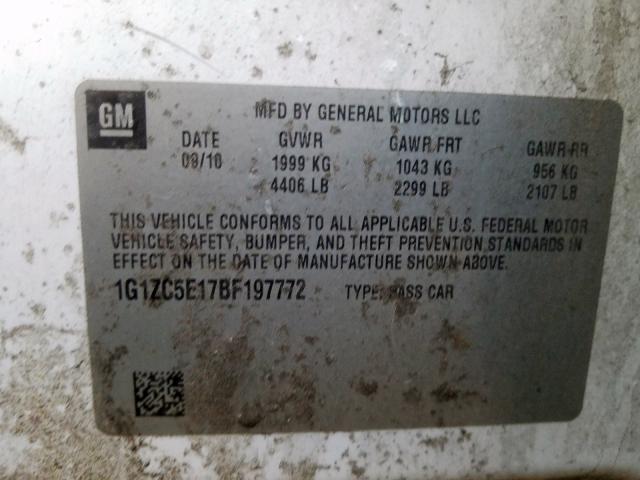 GM
MFD BY GENERAL MOTORS LLC
DATE GVWR GAWR FRT GAWR RR
09/10 1999 KG 1043 KG 956 KG
4406 LB 2299 LB 2107 LB
THIS VEHICLE CONFORMS TO ALL APPLICABLE U.S. FEDERAL MOTOR
VEHICLE SAFETY, BUMPER, AND THEFT PREVENTION STANDARDS IN
EFFECT ON THE DATE OF MANUFACTURE SHOWN ABOVE.
1G1ZC5E17BF197772 TYPE: PASS CAR